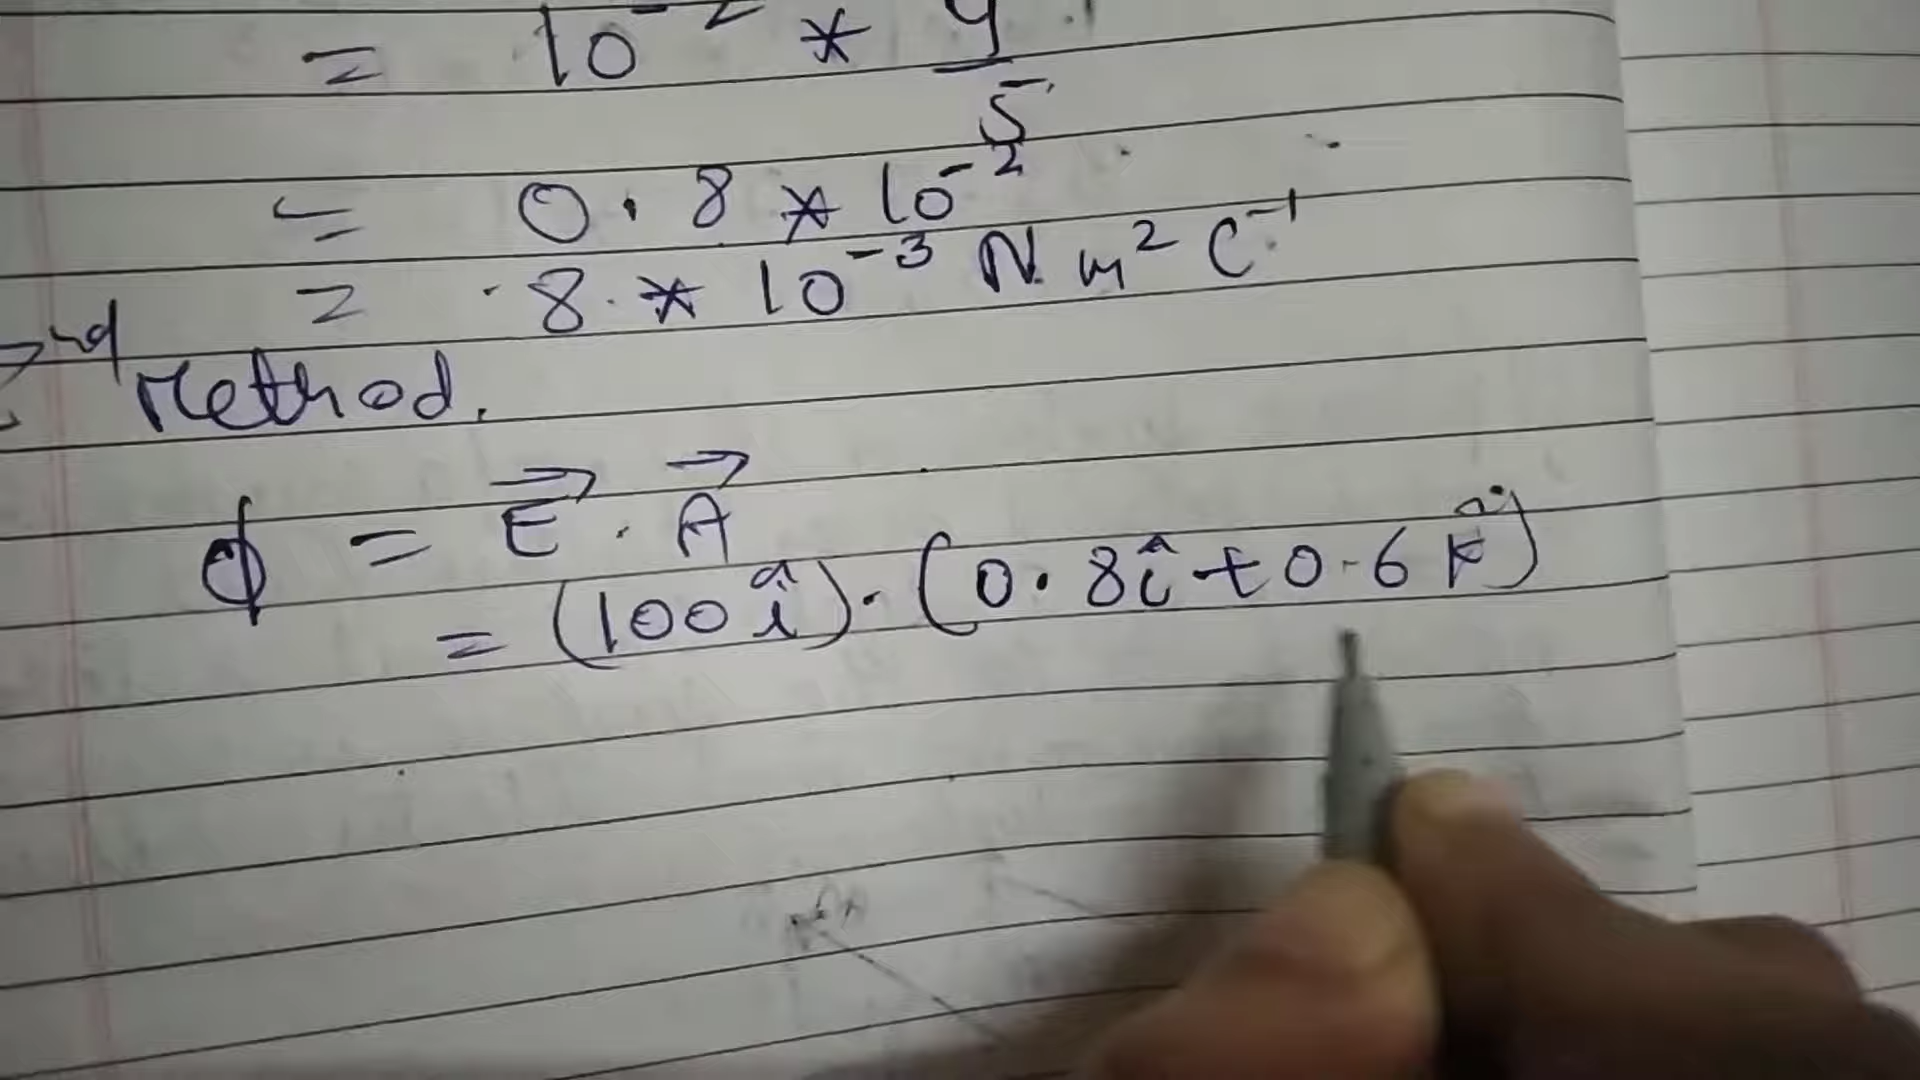 = 10⁻² * 4
5
= 0.8 * 10⁻²
= 8 * 10⁻³ N m² C⁻¹
2nd Method.
ϕ = E⃗ . A⃗
= (100 î) . (0.8 î + 0.6 k̂)